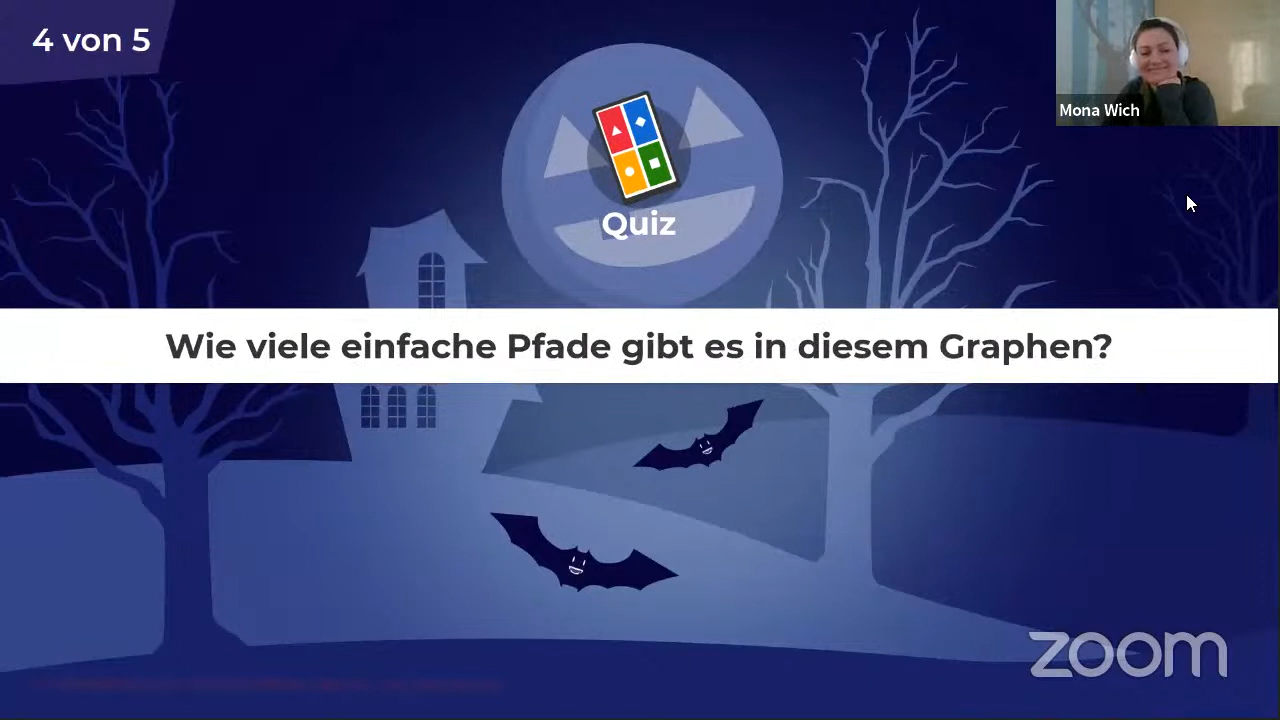 4 von 5
Mona Wich
Quiz
Wie viele einfache Pfade gibt es in diesem Graphen?
zoom